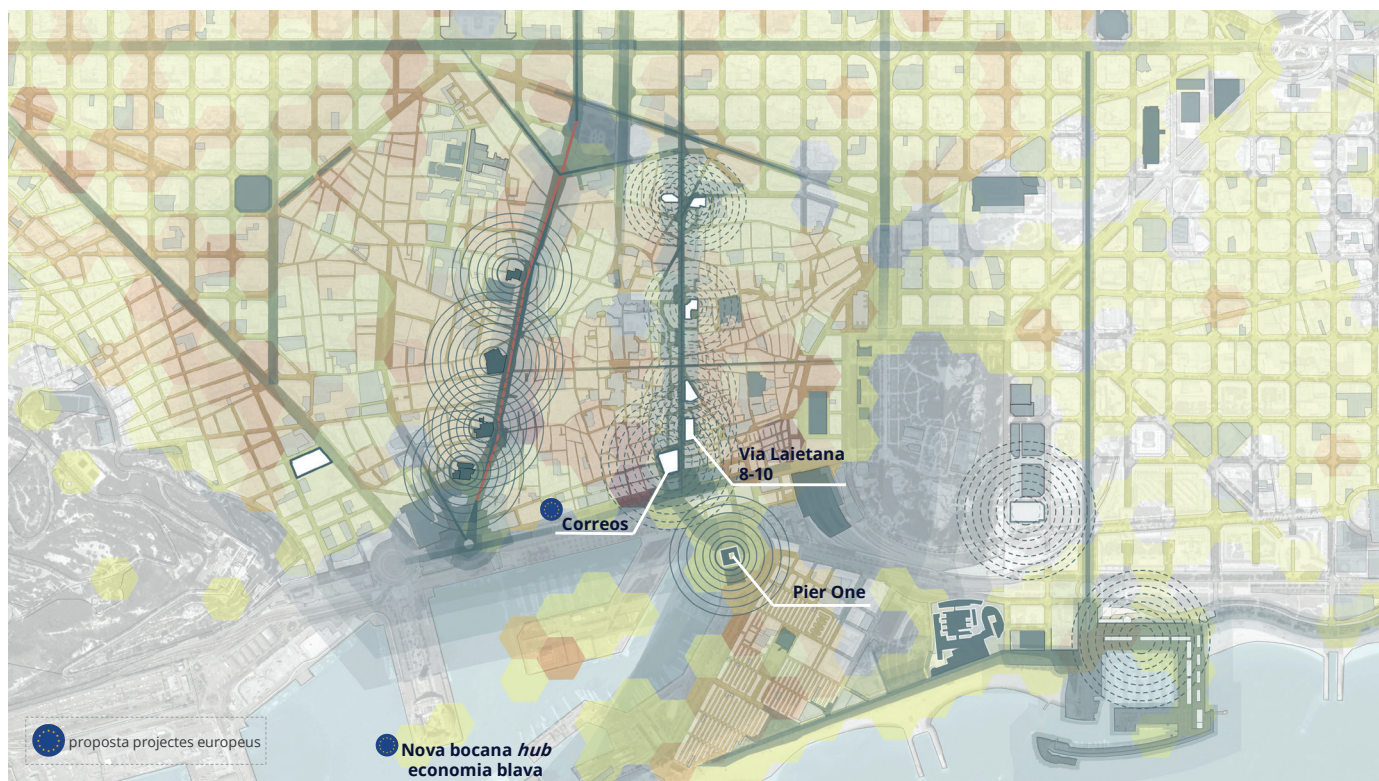 Via Laietana
8-10
Correos
Pier One
proposta projectes europeus
Nova bocana hub
economia blava